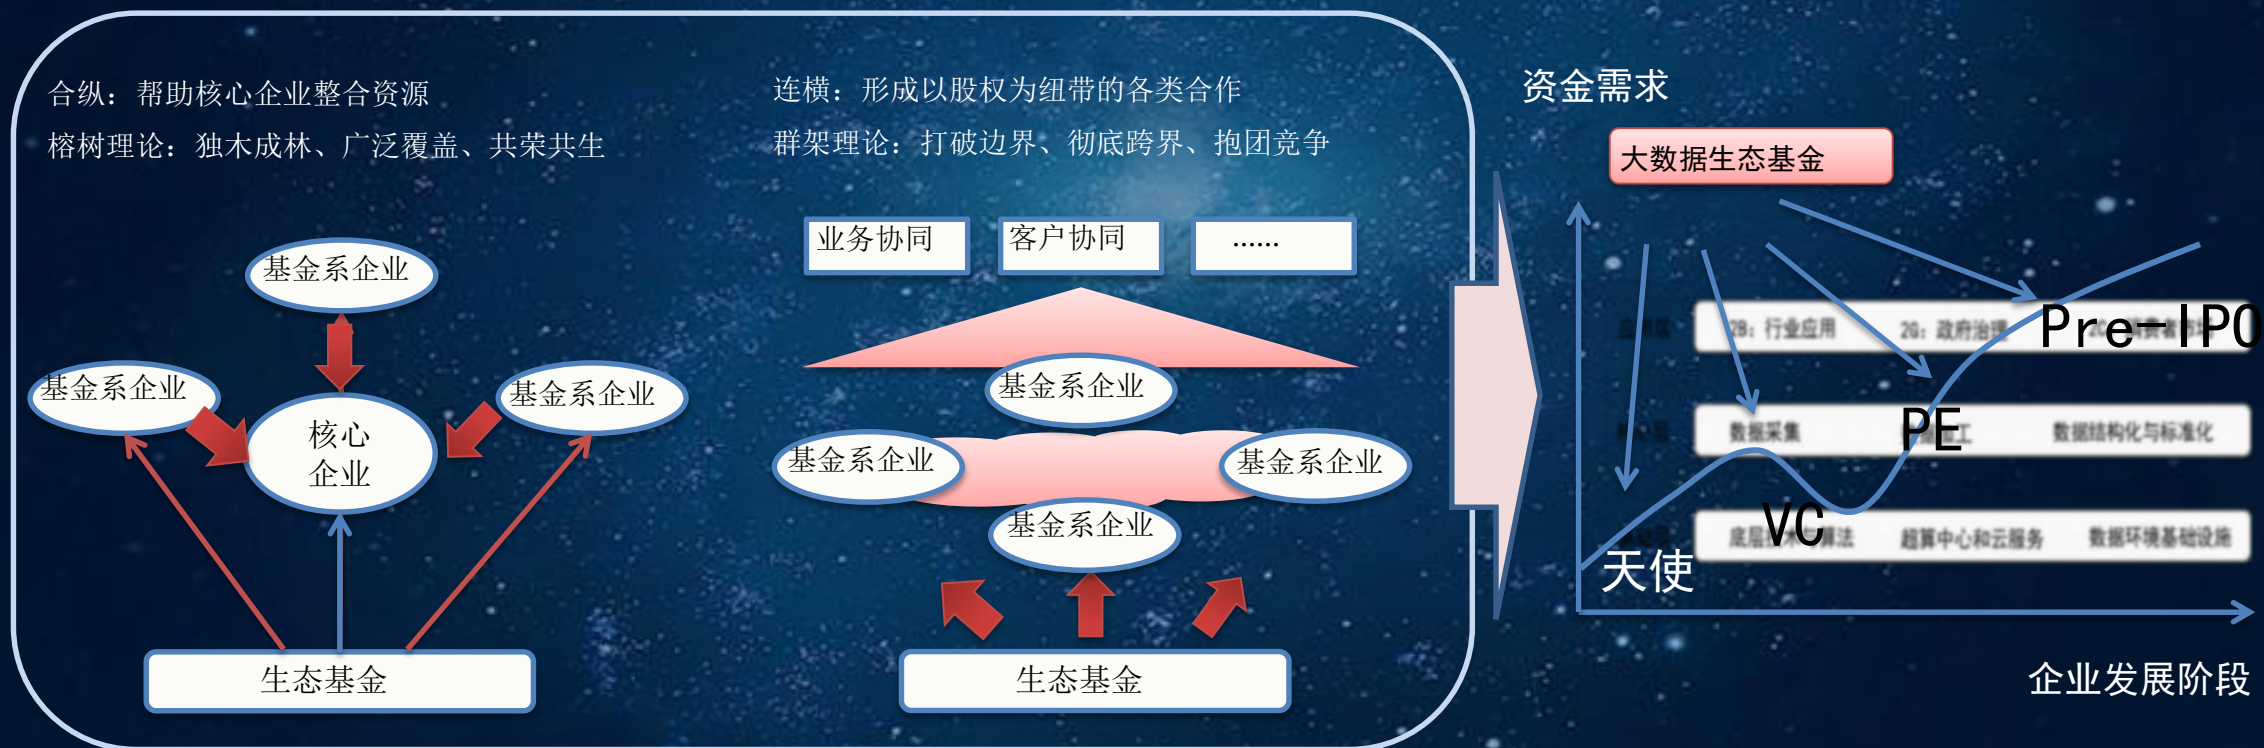 合纵：帮助核心企业整合资源
榕树理论：独木成林、广泛覆盖、共荣共生
基金系企业
基金系企业
基金系企业
核心
企业
生态基金
连横：形成以股权为纽带的各类合作
群架理论：打破边界、彻底跨界、抱团竞争
业务协同
客户协同
......
基金系企业
基金系企业
基金系企业
基金系企业
生态基金
资金需求
大数据生态基金
2B：行业应用
2G：政府治理
Pre-IPO
数据采集
PE
数据结构化与标准化
VC
超算中心和云服务
数据环境基础设施
天使
企业发展阶段